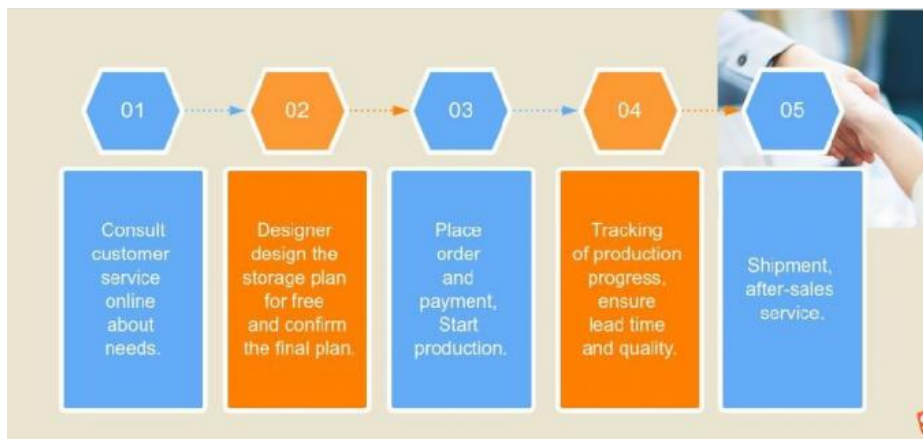 01
02
03
04
05
Consult
customer
service
online
about
needs.
Designer
design the
storage plan
for free
and confirm
the final plan.
Place
order
and
payment,
Start
production.
Tracking
of production
progress,
ensure
lead time
and quality.
Shipment,
after-sales
service.